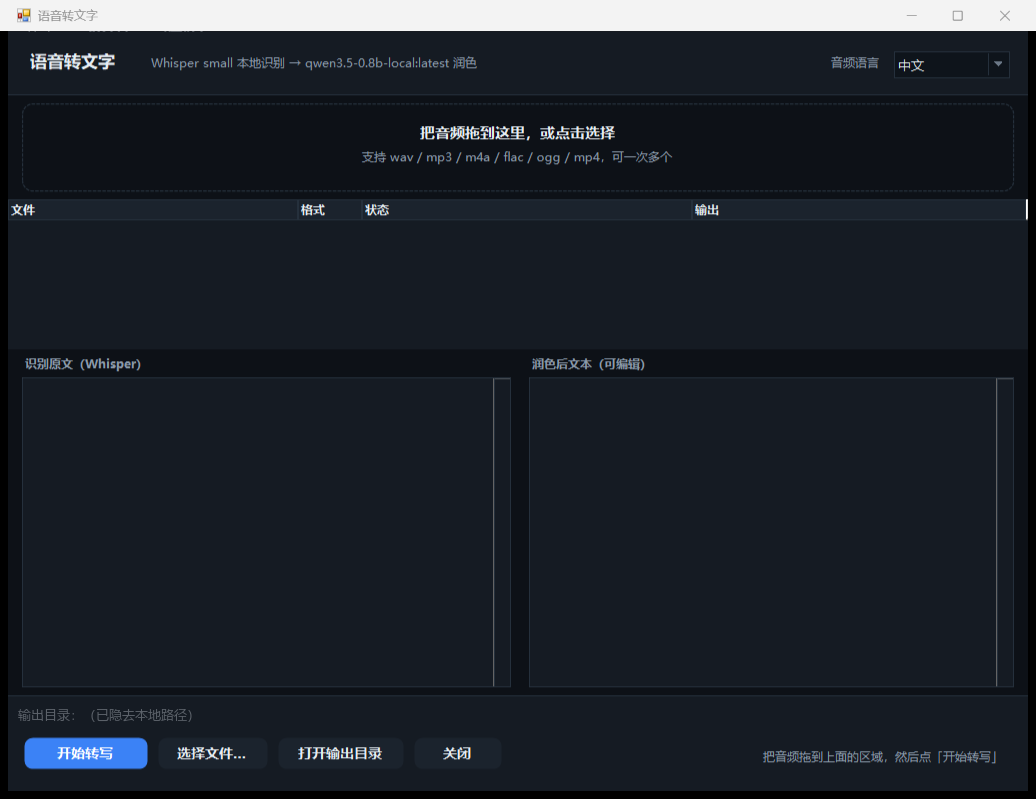 语音转文字
语音转文字 Whisper small 本地识别 → qwen3.5-0.8b-local:latest 润色 音频语言 中文
把音频拖到这里，或点击选择
支持 wav / mp3 / m4a / flac / ogg / mp4，可一次多个
文件 格式 状态 输出
识别原文（Whisper） 润色后文本（可编辑）
输出目录： （已隐去本地路径）
开始转写 选择文件... 打开输出目录 关闭 把音频拖到上面的区域，然后点「开始转写」